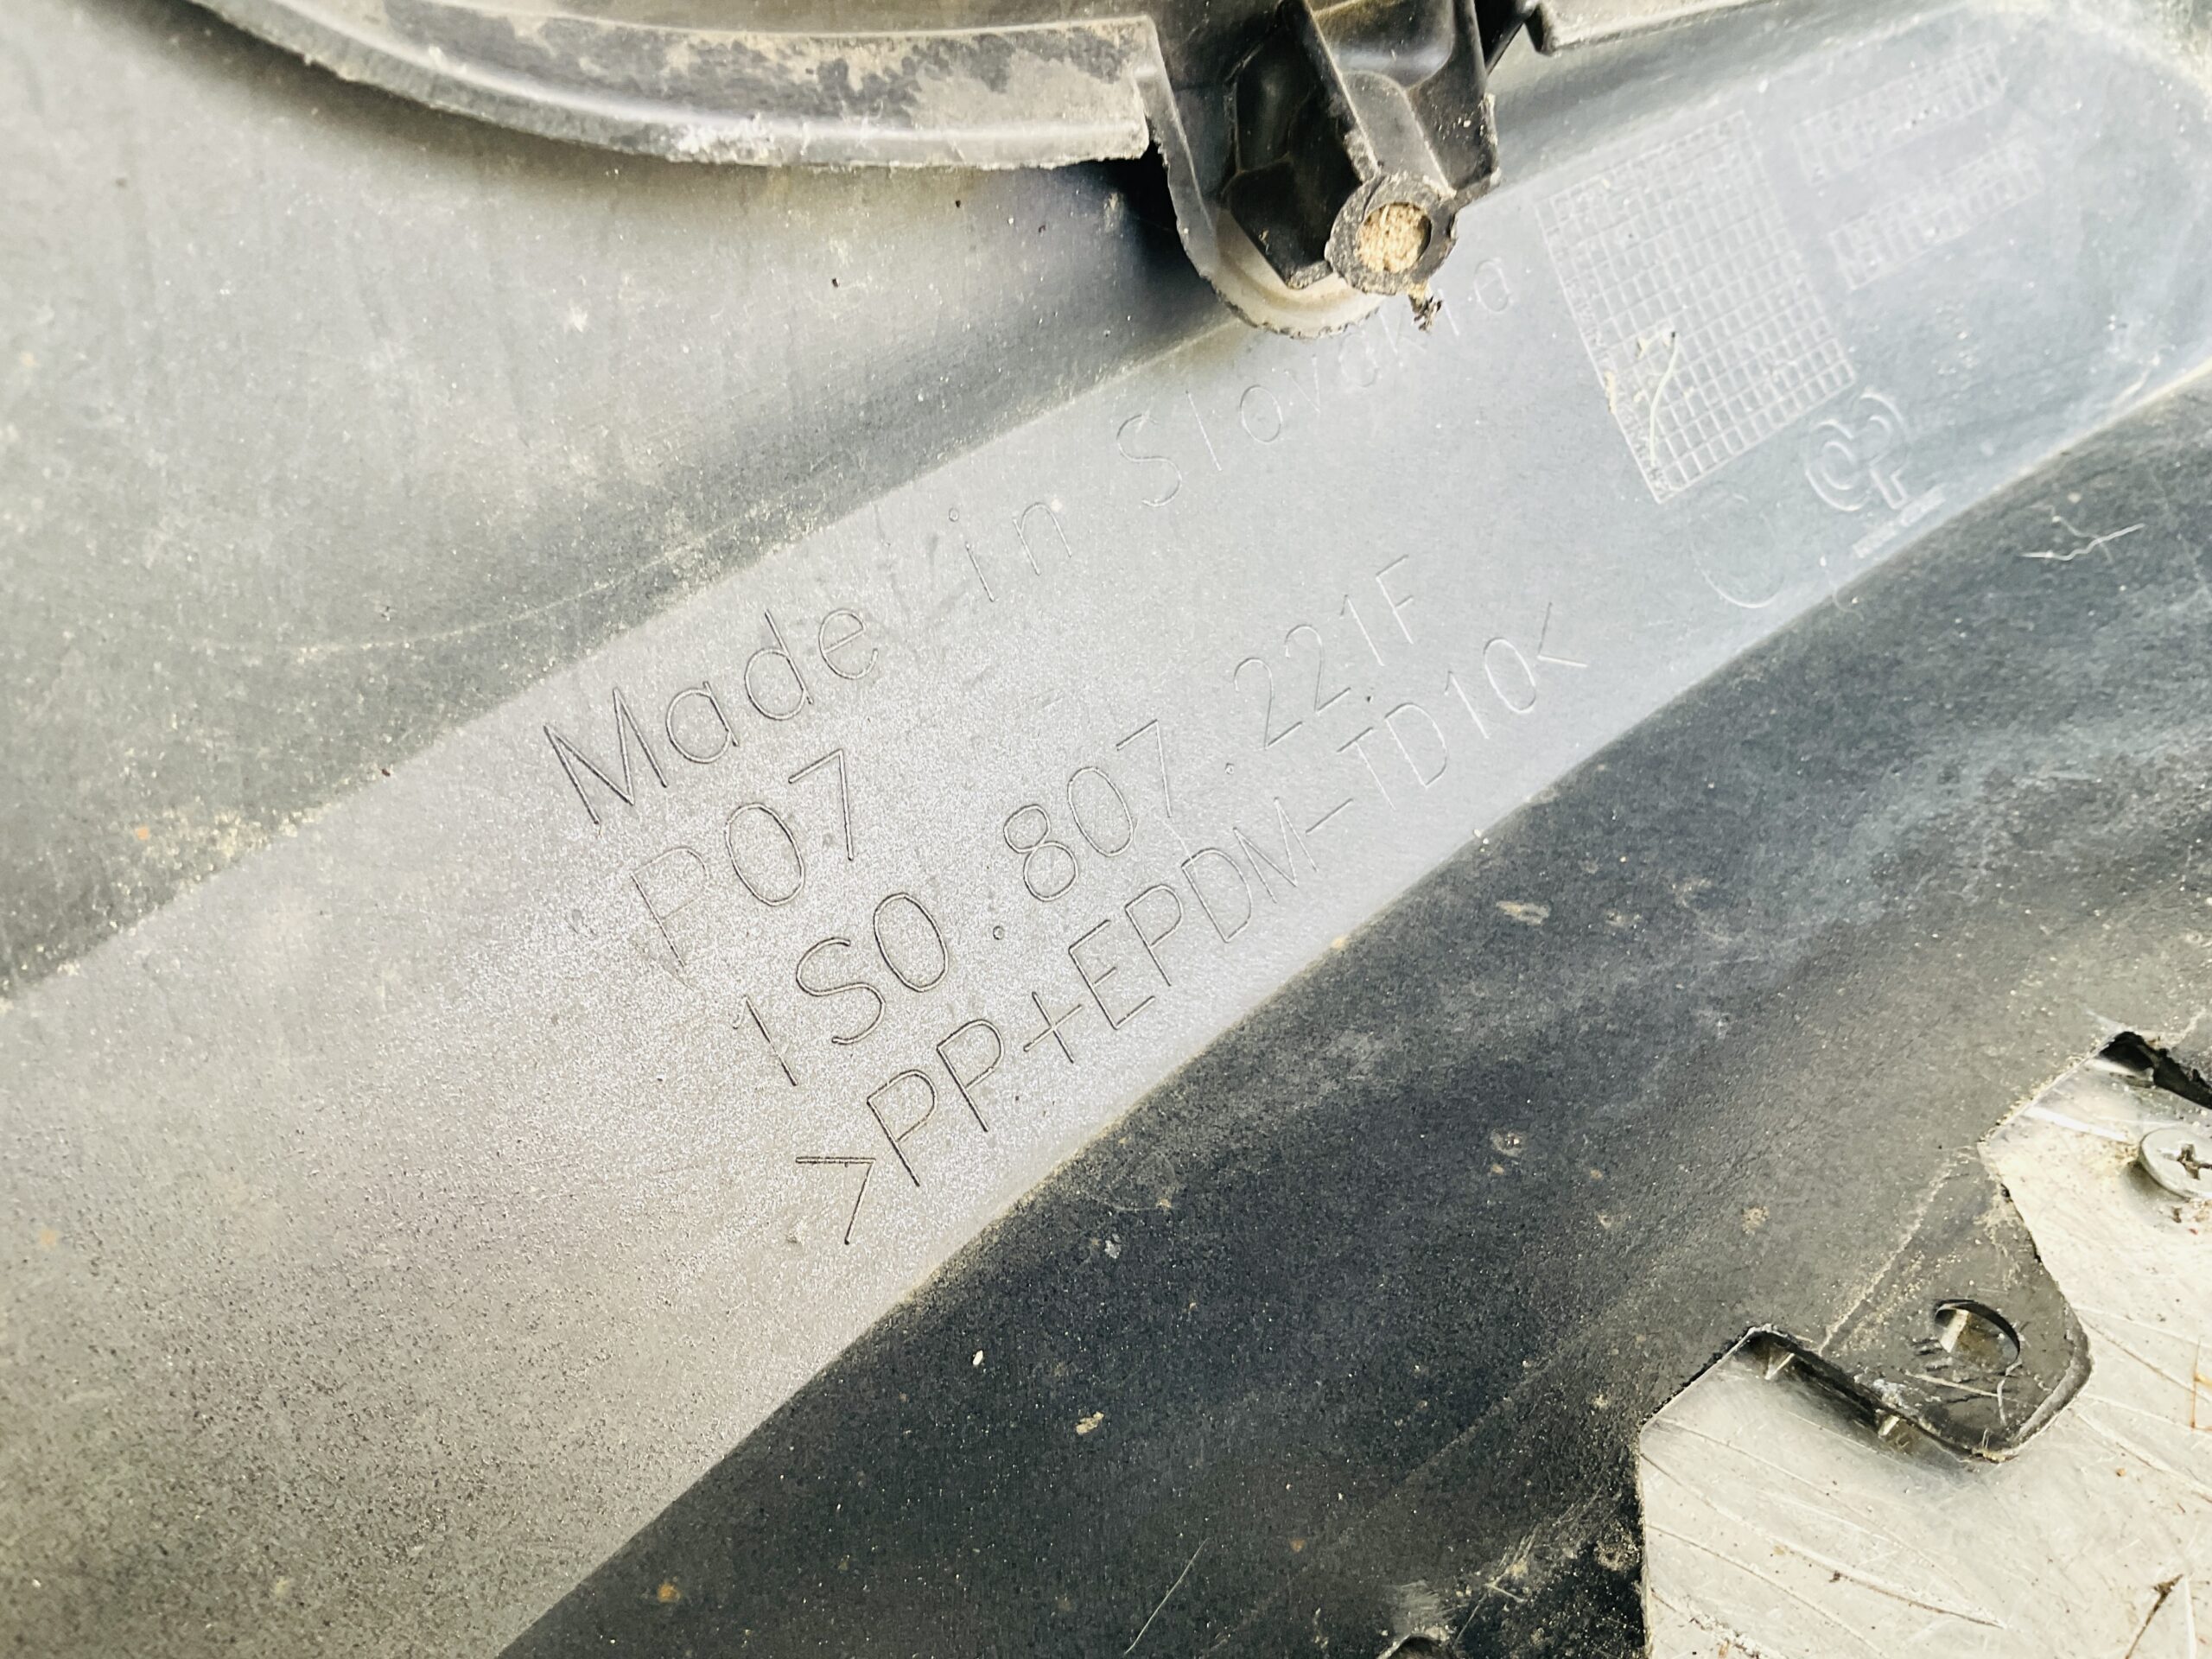 Made in Slovakia
P07
1S0.807.221F
>PP+EPDM-TD10<